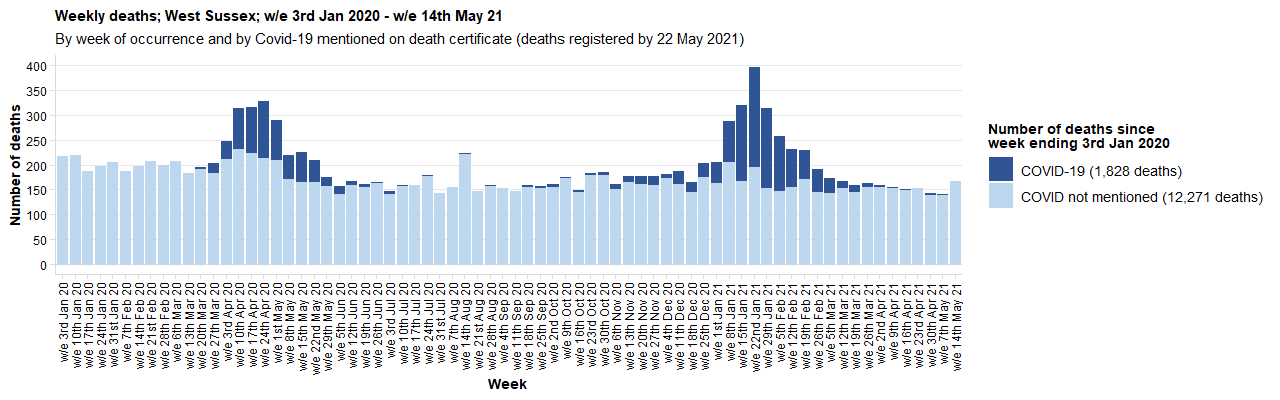 Weekly deaths; West Sussex; w/e 3rd Jan 2020 - w/e 14th May 21
By week of occurrence and by Covid-19 mentioned on death certificate (deaths registered by 22 May 2021)
Number of deaths
400
350
300
250
200
150
100
50
0
w/e 3rd Jan 20
w/e 10th Jan 20
w/e 17th Jan 20
w/e 24th Jan 20
w/e 31st Jan 20
w/e 7th Feb 20
w/e 14th Feb 20
w/e 21st Feb 20
w/e 28th Feb 20
w/e 6th Mar 20
w/e 13th Mar 20
w/e 20th Mar 20
w/e 27th Mar 20
w/e 3rd Apr 20
w/e 10th Apr 20
w/e 17th Apr 20
w/e 24th Apr 20
w/e 1st May 20
w/e 8th May 20
w/e 15th May 20
w/e 22nd May 20
w/e 29th May 20
w/e 5th Jun 20
w/e 12th Jun 20
w/e 19th Jun 20
w/e 26th Jun 20
w/e 3rd Jul 20
w/e 10th Jul 20
w/e 17th Jul 20
w/e 24th Jul 20
w/e 31st Jul 20
w/e 7th Aug 20
w/e 14th Aug 20
w/e 21st Aug 20
w/e 28th Aug 20
w/e 4th Sep 20
w/e 11th Sep 20
w/e 18th Sep 20
w/e 25th Sep 20
w/e 2nd Oct 20
w/e 9th Oct 20
w/e 16th Oct 20
w/e 23rd Oct 20
w/e 30th Oct 20
w/e 6th Nov 20
w/e 13th Nov 20
w/e 20th Nov 20
w/e 27th Nov 20
w/e 4th Dec 20
w/e 11th Dec 20
w/e 18th Dec 20
w/e 25th Dec 20
w/e 1st Jan 21
w/e 8th Jan 21
w/e 15th Jan 21
w/e 22nd Jan 21
w/e 29th Jan 21
w/e 5th Feb 21
w/e 12th Feb 21
w/e 19th Feb 21
w/e 26th Feb 21
w/e 5th Mar 21
w/e 12th Mar 21
w/e 19th Mar 21
w/e 26th Mar 21
w/e 2nd Apr 21
w/e 9th Apr 21
w/e 16th Apr 21
w/e 23rd Apr 21
w/e 30th Apr 21
w/e 7th May 21
w/e 14th May 21
Week
Number of deaths since
week ending 3rd Jan 2020
COVID-19 (1,828 deaths)
COVID not mentioned (12,271 deaths)